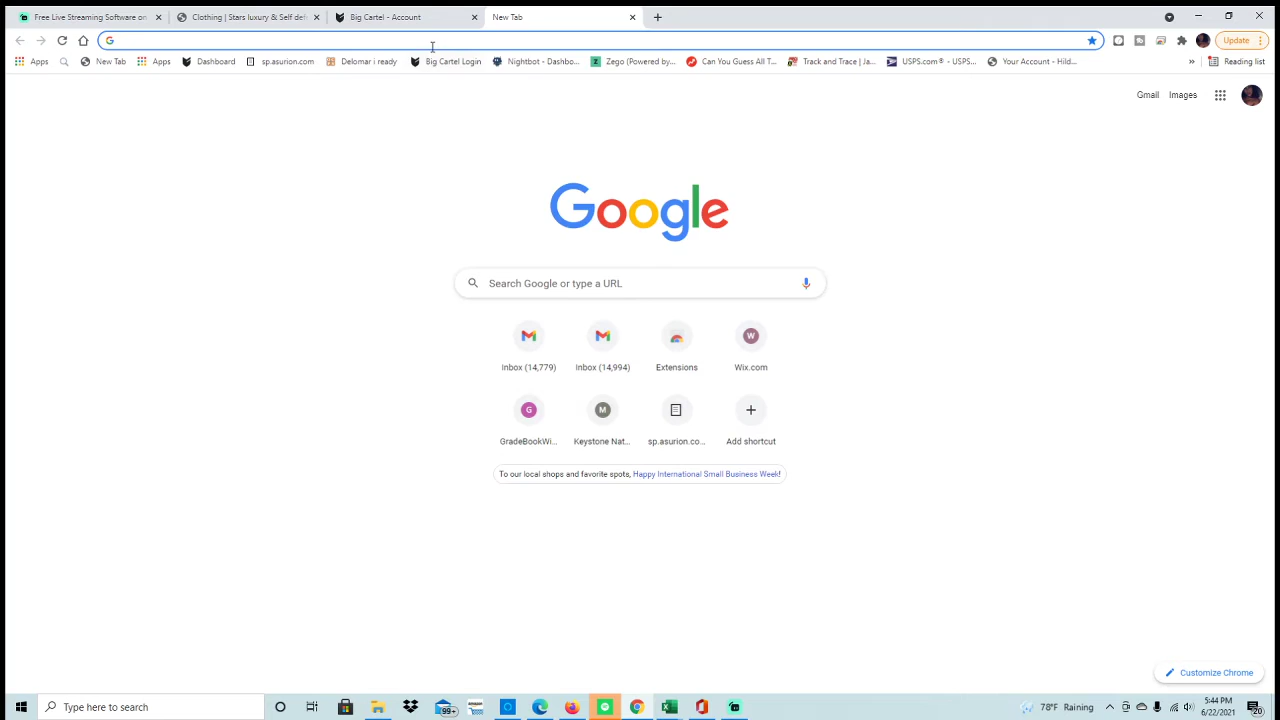 Free Live Streaming Software on
Clothing | Stars luxury & Self def
Big Cartel - Account
New Tab
Update
Apps
New Tab
Apps
Dashboard
sp.asurion.com
Delomar i ready
Big Cartel Login
Nightbot - Dashbo...
Zego (Powered by...
Can You Guess All T...
Track and Trace | Ja...
USPS.com® - USPS...
Your Account - Hild...
»
Reading list
Gmail
Images
Google
Search Google or type a URL
Inbox (14,779)
Inbox (14,994)
Extensions
W
Wix.com
G
GradeBookWi...
M
Keystone Nat...
sp.asurion.co...
Add shortcut
To our local shops and favorite spots, Happy International Small Business Week!
Customize Chrome
Type here to search
99+
amazon
78°F Raining
5:44 PM
6/22/2021
20